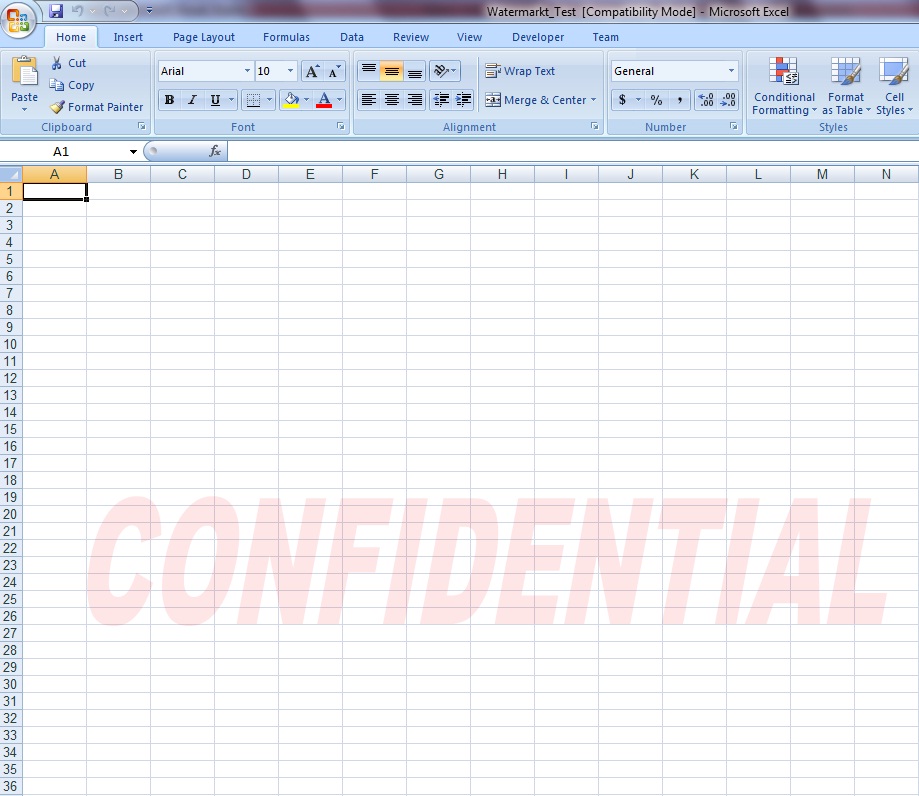 Watermarkt_Test [Compatibility Mode] - Microsoft Excel
Home Insert Page Layout Formulas Data Review View Developer Team
Paste
Cut
Copy
Format Painter
Clipboard
Arial 10 A A
B I U A
Font
Wrap Text
Merge & Center
Alignment
General
$ % , .00 .00
Number
Conditional Formatting
Format as Table
Cell Styles
Styles
A1 fx
A B C D E F G H I J K L M N
1
2
3
4
5
6
7
8
9
10
11
12
13
14
15
16
17
18
19
20
21
22
23
24
25
26
27
28
29
30
31
32
33
34
35
36
CONFIDENTIAL